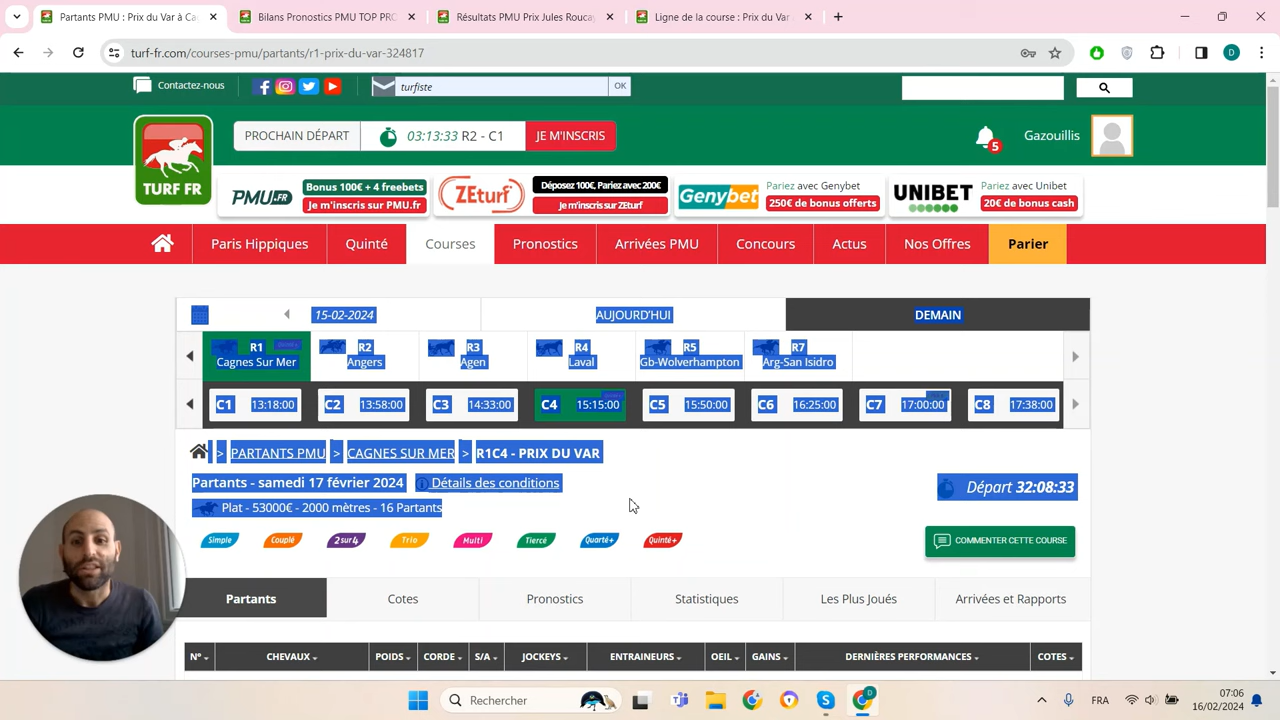 Partants PMU : Prix du Var à Ca
Bilans Pronostics PMU TOP PRO
Résultats PMU Prix Jules Roucay
Ligne de la course : Prix du Var
turf-fr.com/courses-pmu/partants/r1-prix-du-var-324817
D
Contactez-nous
turfiste
OK
TURF FR
PROCHAIN DÉPART
03:13:33 R2 - C1
JE M'INSCRIS
5
Gazouillis
PMU.FR
Bonus 100€ + 4 freebets
Je m'inscris sur PMU.fr
ZEturf
Déposez 100€, Pariez avec 200€
Je m'inscris sur ZEturf
Genybet
Pariez avec Genybet
250€ de bonus offerts
UNIBET
Pariez avec Unibet
20€ de bonus cash
Paris Hippiques
Quinté
Courses
Pronostics
Arrivées PMU
Concours
Actus
Nos Offres
Parier
15-02-2024
AUJOURD'HUI
DEMAIN
R1
Cagnes Sur Mer
R2
Angers
R3
Agen
R4
Laval
R5
Gb-Wolverhampton
R7
Arg-San Isidro
C1 13:18:00
C2 13:58:00
C3 14:33:00
C4 15:15:00
C5 15:50:00
C6 16:25:00
C7 17:00:00
C8 17:38:00
> PARTANTS PMU > CAGNES SUR MER > R1C4 - PRIX DU VAR
Partants - samedi 17 février 2024
Détails des conditions
Départ 32:08:33
Plat - 53000€ - 2000 mètres - 16 Partants
Simple
Couplé
2sur4
Trio
Multi
Tiercé
Quarté+
Quinté+
COMMENTER CETTE COURSE
Partants
Cotes
Pronostics
Statistiques
Les Plus Joués
Arrivées et Rapports
N°
CHEVAUX
POIDS
CORDE
S/A
JOCKEYS
ENTRAINEURS
OEIL
GAINS
DERNIÈRES PERFORMANCES
COTES
Rechercher
D
FRA
07:06
16/02/2024